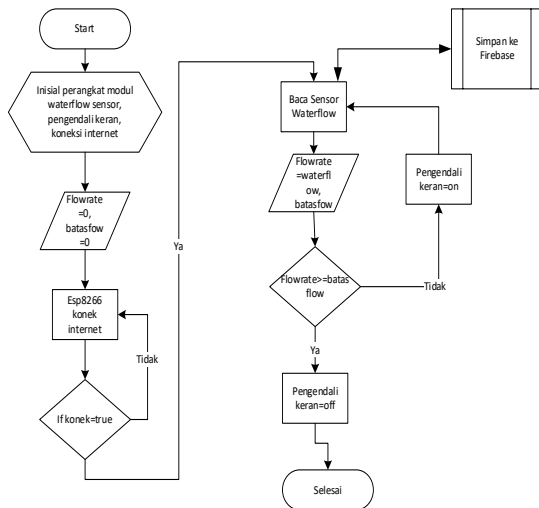 Start
Inisial perangkat modul
waterflow sensor,
pengendali keran,
koneksi internet
Flowrate
=0,
batasfow
=0
Esp8266
konek
internet
Tidak
If konek=true
Ya
Simpan ke
Firebase
Baca Sensor
Waterflow
Flowrate
=waterfl
ow,
batasfow
Pengendali
keran=on
Flowrate>=batas
flow
Tidak
Ya
Pengendali
keran=off
Selesai